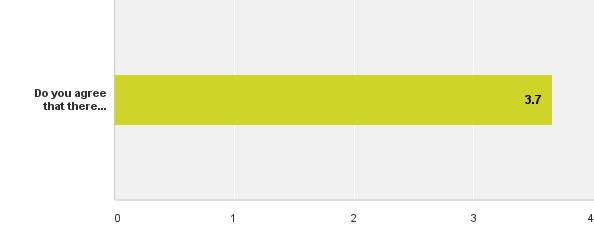 Do you agree
that there...
3.7
0 1 2 3 4